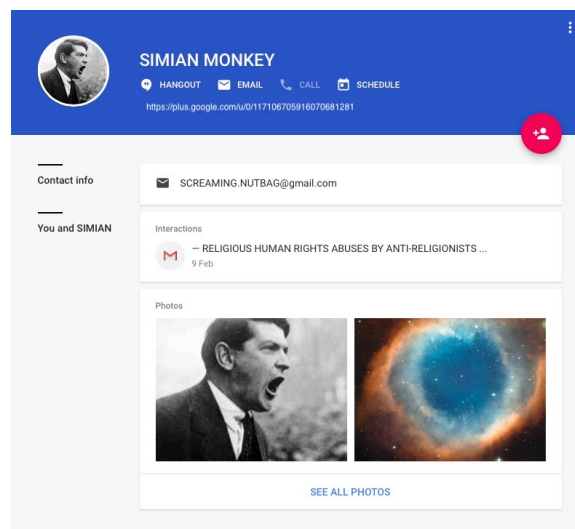 SIMIAN MONKEY
HANGOUT EMAIL CALL SCHEDULE
https://plus.google.com/u/0/117106705916070681281
Contact info
SCREAMING.NUTBAG@gmail.com
You and SIMIAN
Interactions
— RELIGIOUS HUMAN RIGHTS ABUSES BY ANTI-RELIGIONISTS ...
9 Feb
Photos
SEE ALL PHOTOS